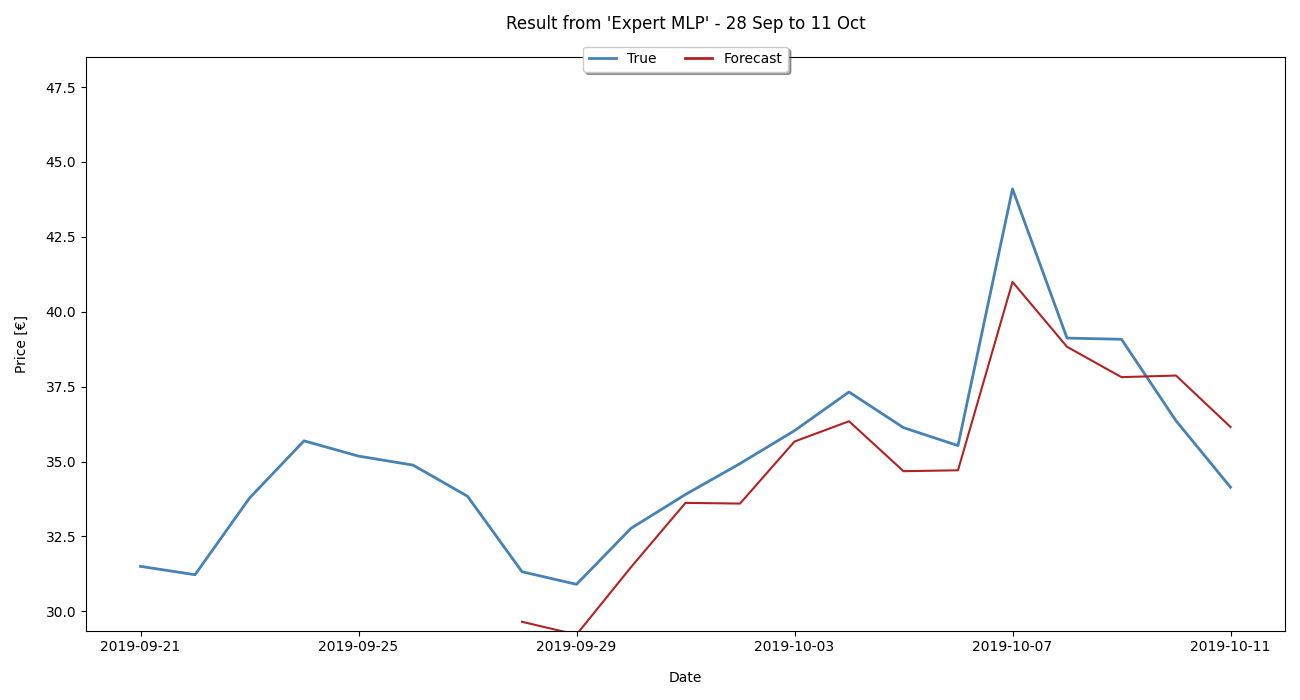 Result from 'Expert MLP' - 28 Sep to 11 Oct
True Forecast
47.5
45.0
42.5
40.0
37.5
35.0
32.5
30.0
Price [€]
2019-09-21 2019-09-25 2019-09-29 2019-10-03 2019-10-07 2019-10-11
Date